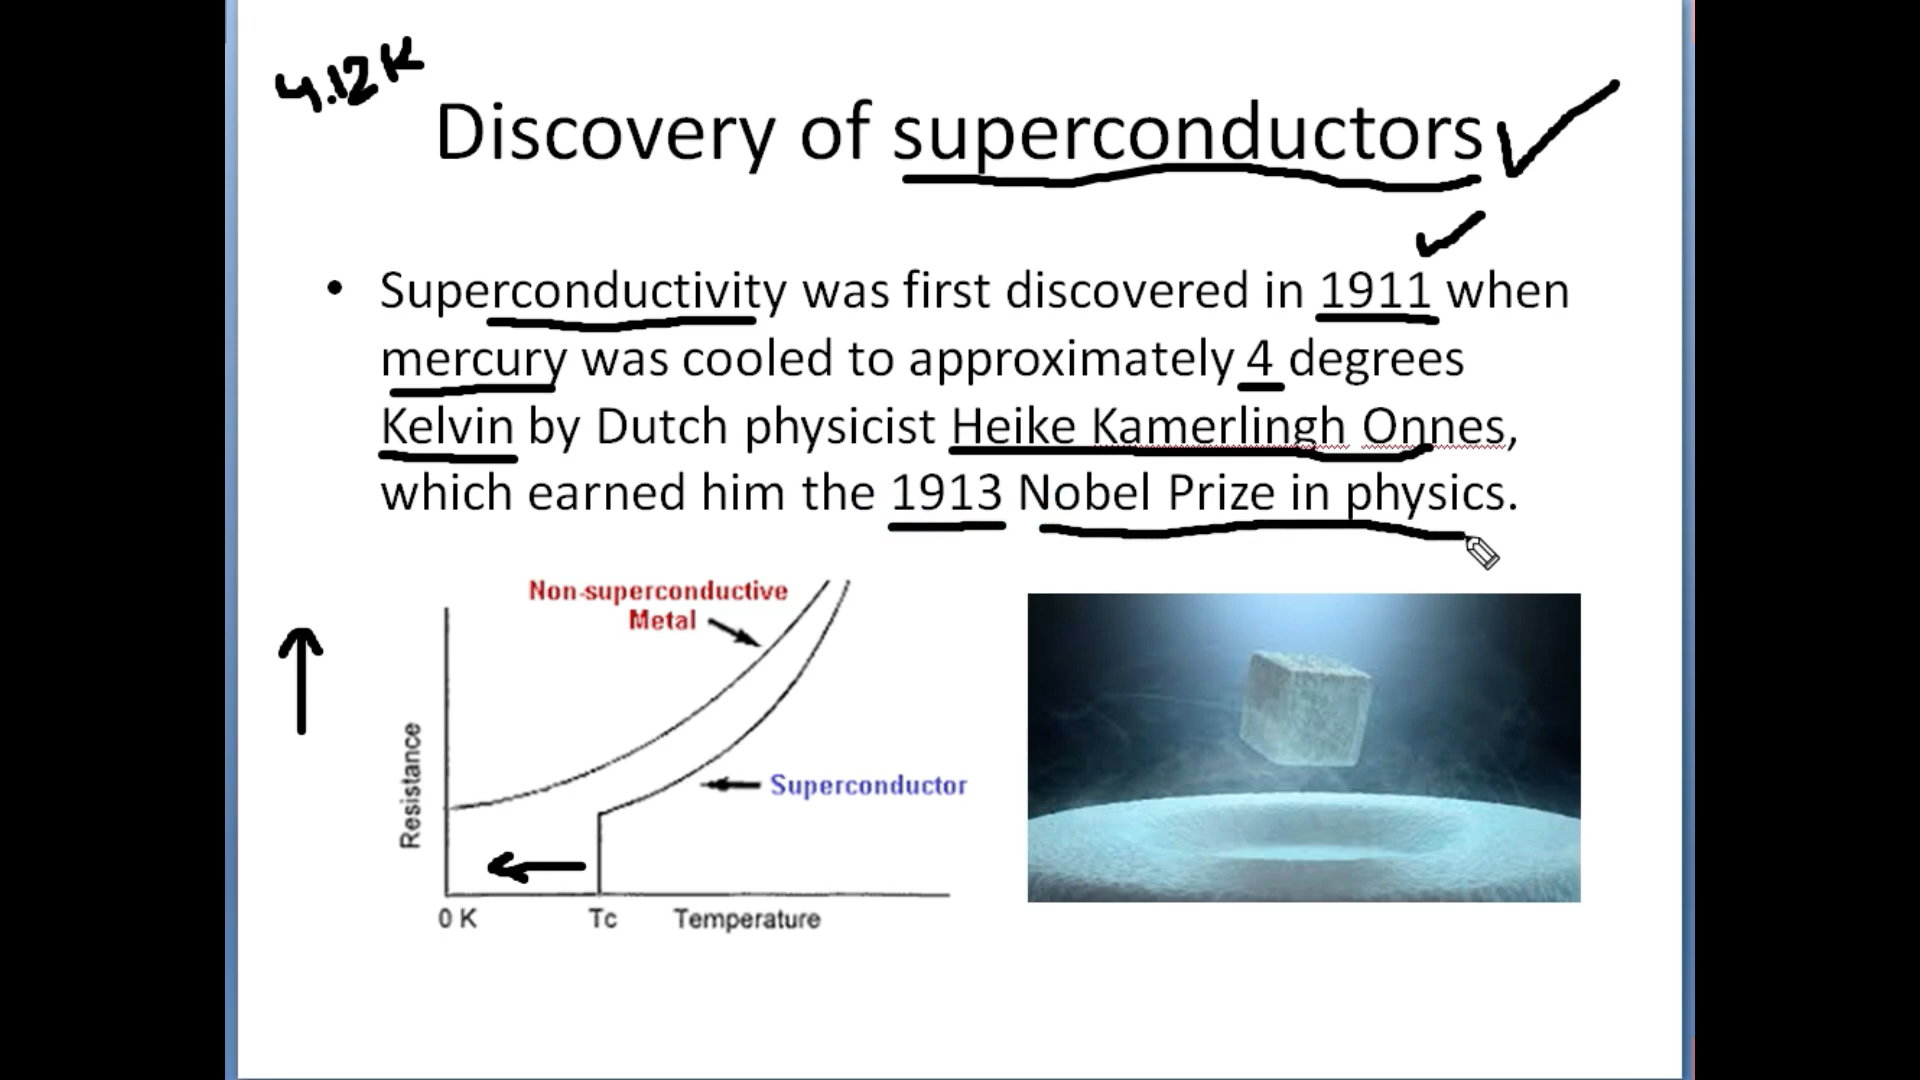 4.12K
Discovery of superconductors
• Superconductivity was first discovered in 1911 when
mercury was cooled to approximately 4 degrees
Kelvin by Dutch physicist Heike Kamerlingh Onnes,
which earned him the 1913 Nobel Prize in physics.
Non-superconductive
Metal
Superconductor
Resistance
0 K
Tc
Temperature